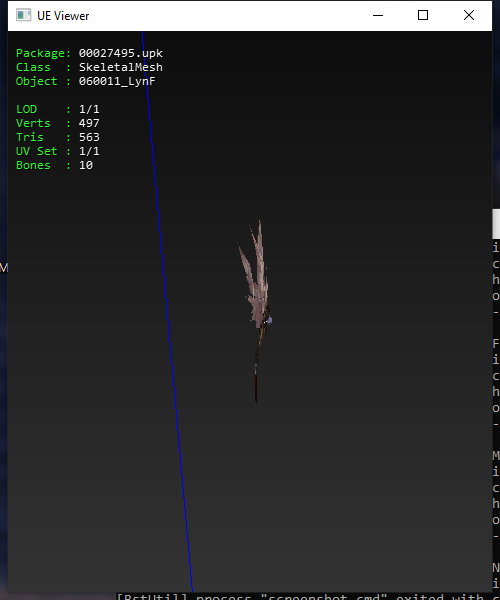 UE Viewer
Package: 00027495.upk
Class  : SkeletalMesh
Object : 060011_LynF
LOD    : 1/1
Verts  : 497
Tris   : 563
UV Set : 1/1
Bones  : 10
M
i
c
h
o
-
F
i
c
h
o
-
M
i
c
h
o
-
N
i
[BstUtil] process "screenshot.cmd" exited with c